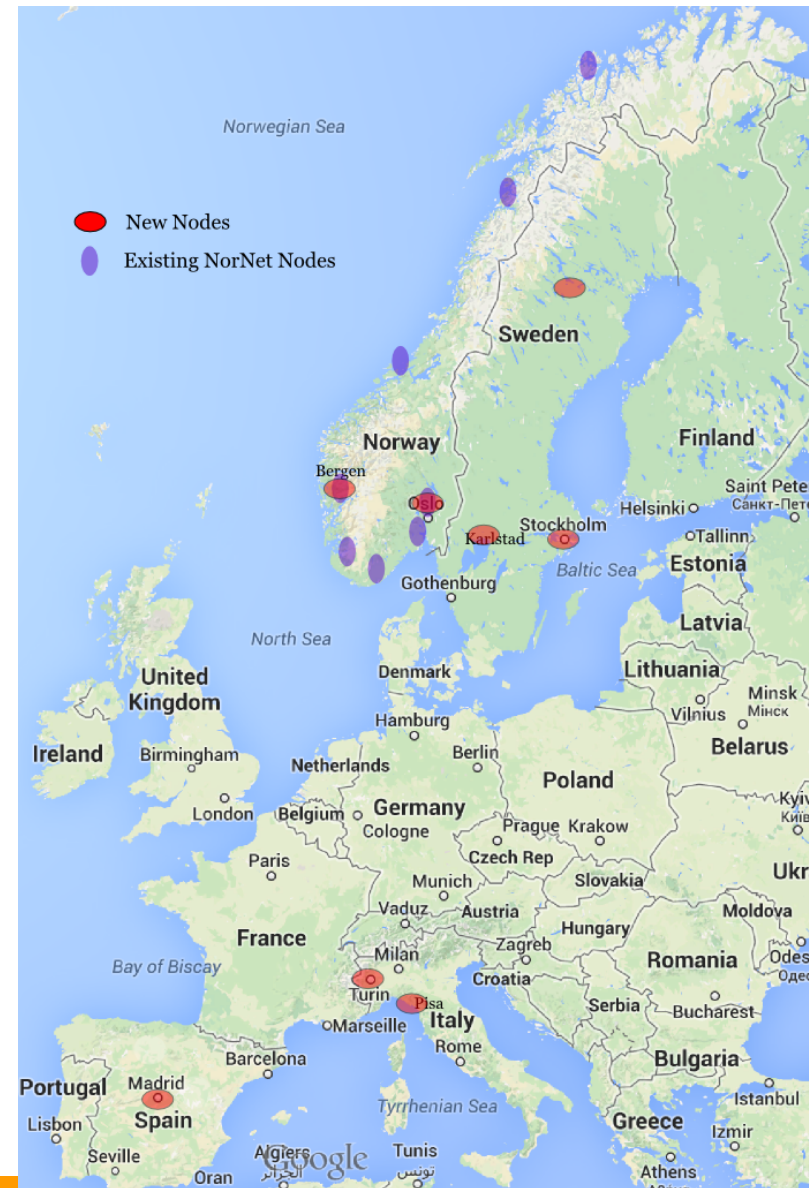 Norwegian Sea
New Nodes
Existing NorNet Nodes
Sweden
Norway
Finland
Bergen
Saint Pete
Санкт-Пете
Oslo
Helsinki
Stockholm
Karlstad
Tallinn
Baltic Sea
Estonia
Gothenburg
Latvia
North Sea
Denmark
Lithuania
United
Kingdom
Minsk
Мінск
Vilnius
Hamburg
Belarus
Ireland
Birmingham
Berlin
Netherlands
Poland
London
Belgium
Germany
Cologne
Kyiv
Київ
Prague
Krakow
Paris
Czech Rep
Ukr
Munich
Slovakia
Vaduz
Austria
Moldova
France
Hungary
Milan
Zagreb
Romania
Odes
Одес
Bay of Biscay
Croatia
Turin
Pisa
Serbia
Bucharest
Marseille
Italy
Rome
Bulgaria
Barcelona
Portugal
Madrid
Istanbul
Spain
Tyrrhenian Sea
Lisbon
Greece
Izmir
Seville
Algiers
الجزائر
Google
Tunis
تونس
Oran
Athens